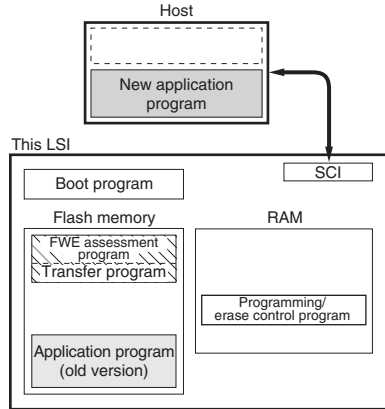 Host
New application
program
This LSI
SCI
Boot program
Flash memory
RAM
FWE assessment
program
Transfer program
Programming/
erase control program
Application program
(old version)